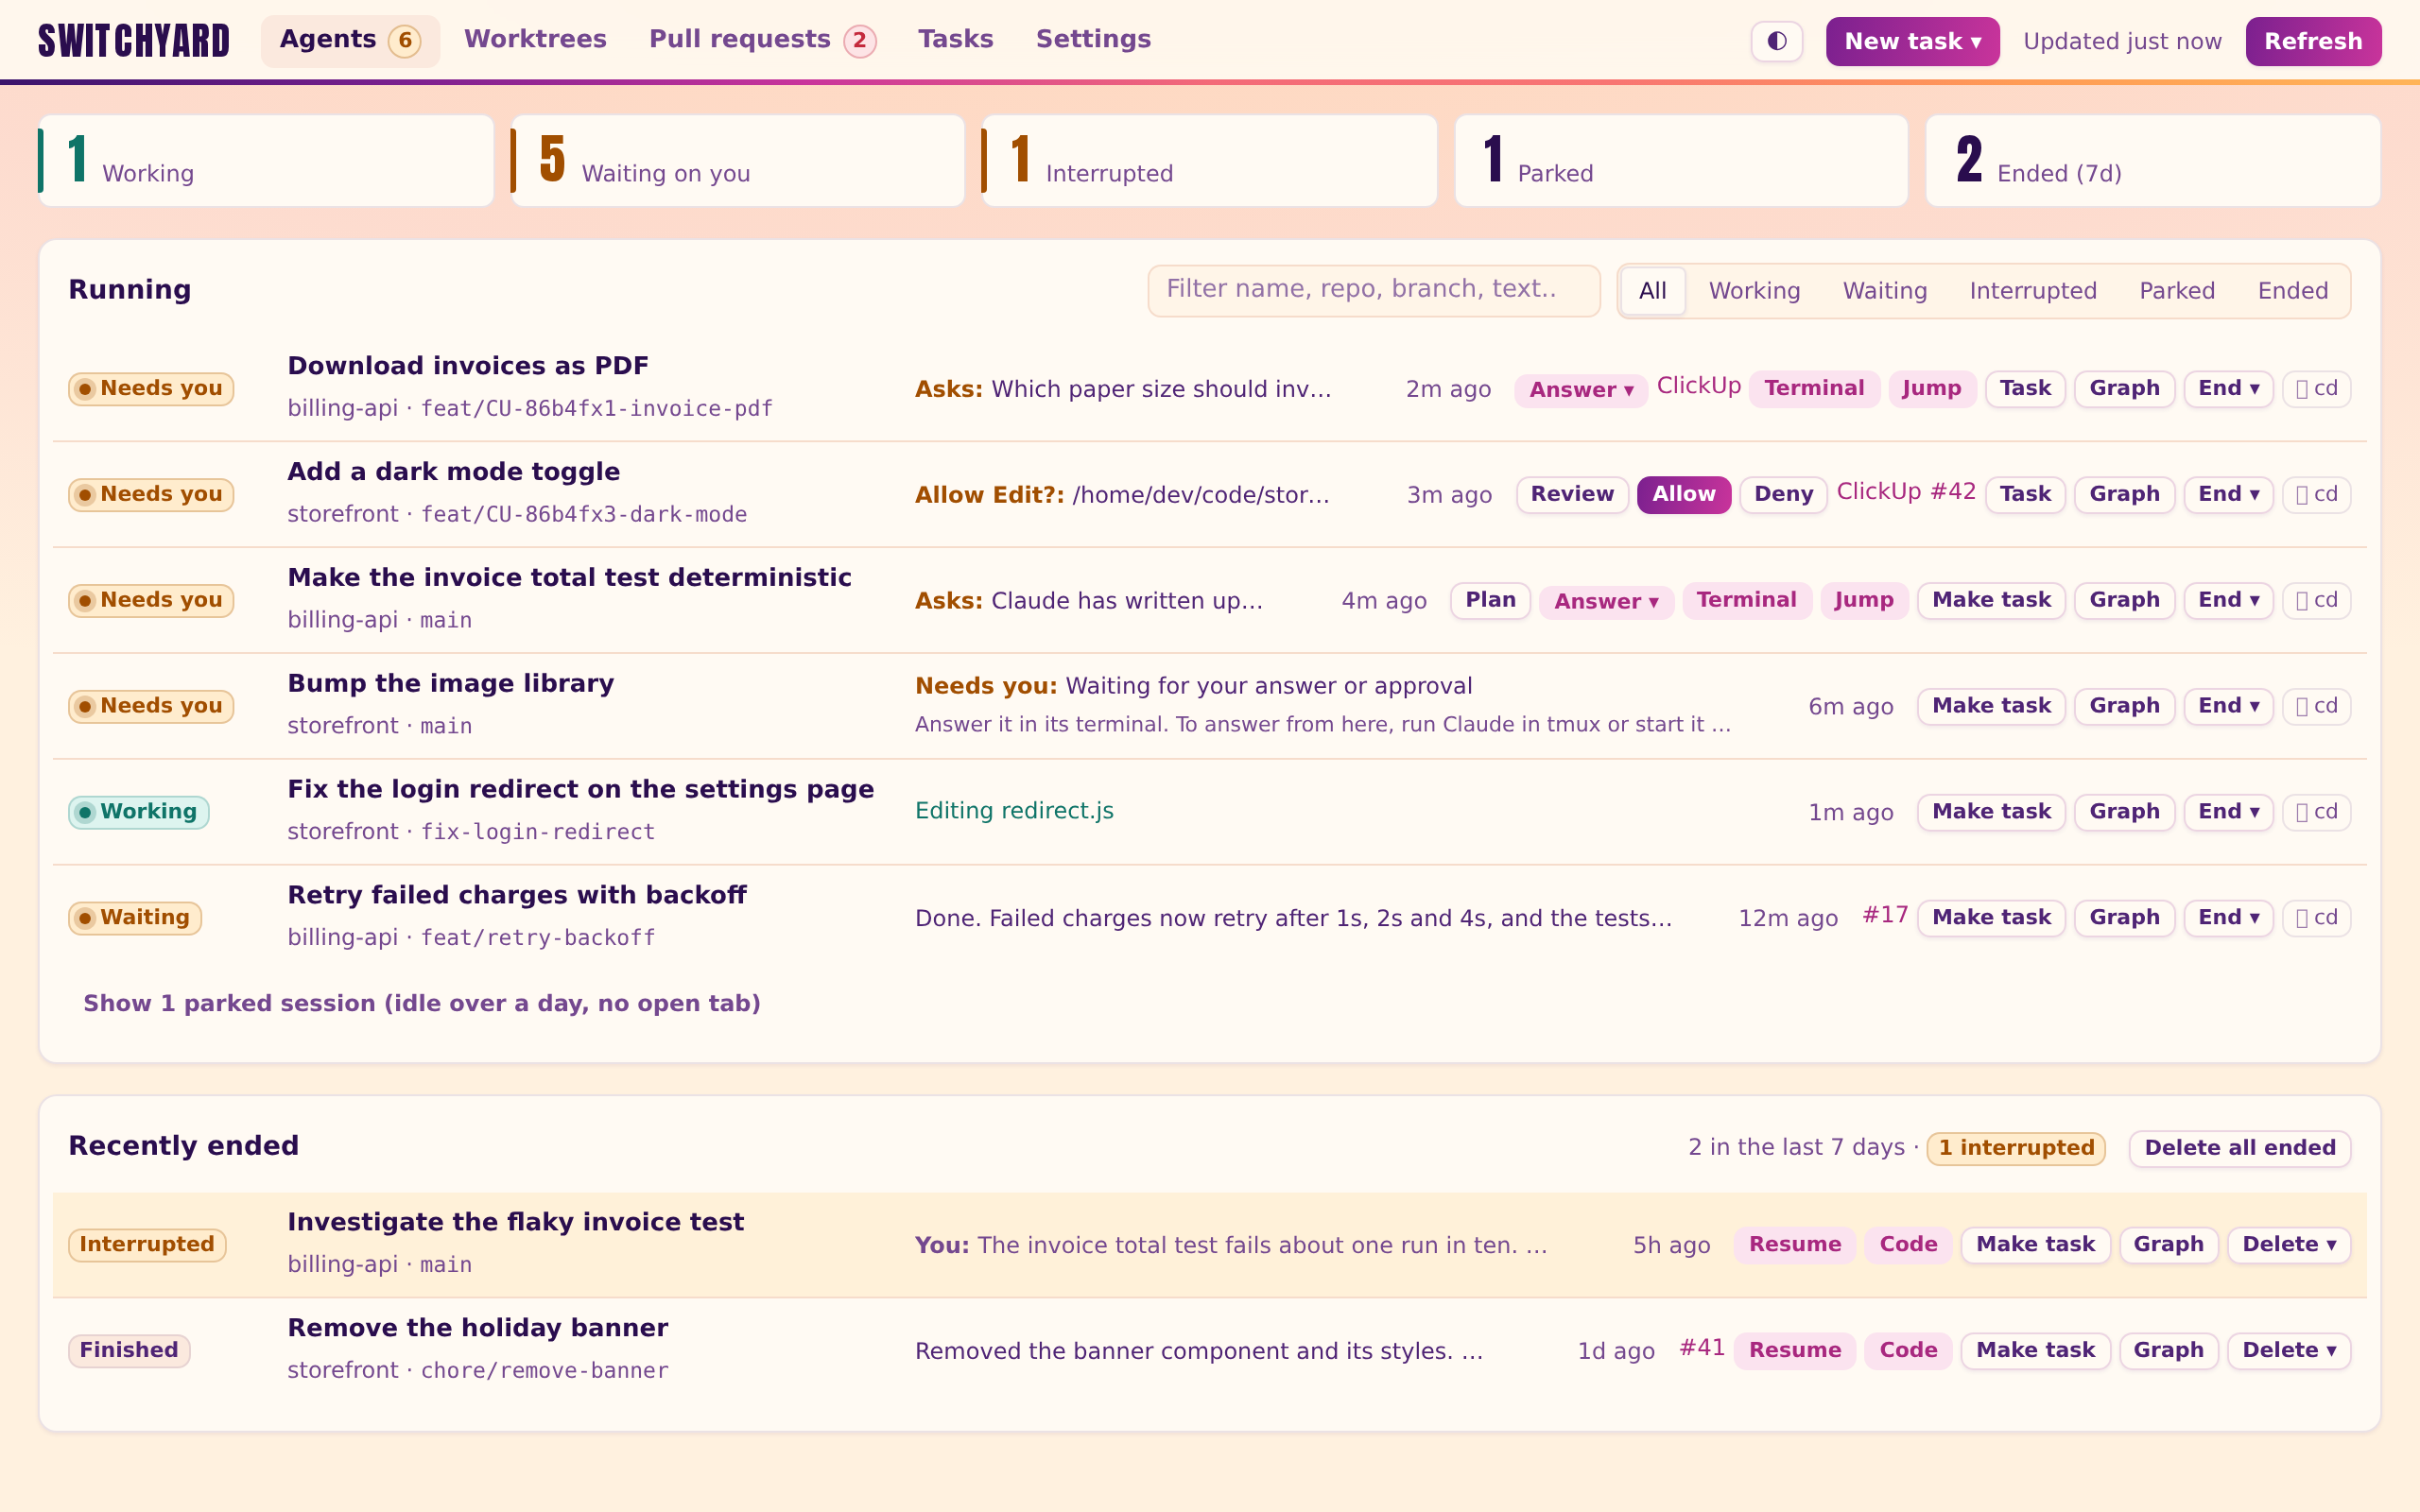 SWITCHYARD Agents 6 Worktrees Pull requests 2 Tasks Settings ◐ New task ▾ Updated just now Refresh
1 Working 5 Waiting on you 1 Interrupted 1 Parked 2 Ended (7d)
Running Filter name, repo, branch, text.. All Working Waiting Interrupted Parked Ended
Download invoices as PDF
Needs you Asks: Which paper size should inv… 2m ago Answer ▾ ClickUp Terminal Jump Task Graph End ▾ cd
billing-api · feat/CU-86b4fx1-invoice-pdf
Add a dark mode toggle
Needs you Allow Edit?: /home/dev/code/stor… 3m ago Review Allow Deny ClickUp #42 Task Graph End ▾ cd
storefront · feat/CU-86b4fx3-dark-mode
Make the invoice total test deterministic
Needs you Asks: Claude has written up… 4m ago Plan Answer ▾ Terminal Jump Make task Graph End ▾ cd
billing-api · main
Bump the image library
Needs you: Waiting for your answer or approval
Needs you 6m ago Make task Graph End ▾ cd
storefront · main
Answer it in its terminal. To answer from here, run Claude in tmux or start it …
Fix the login redirect on the settings page
Working Editing redirect.js 1m ago Make task Graph End ▾ cd
storefront · fix-login-redirect
Retry failed charges with backoff
Waiting Done. Failed charges now retry after 1s, 2s and 4s, and the tests… 12m ago #17 Make task Graph End ▾ cd
billing-api · feat/retry-backoff
Show 1 parked session (idle over a day, no open tab)
Recently ended 2 in the last 7 days · 1 interrupted Delete all ended
Investigate the flaky invoice test
Interrupted You: The invoice total test fails about one run in ten. … 5h ago Resume Code Make task Graph Delete ▾
billing-api · main
Remove the holiday banner
Finished Removed the banner component and its styles. … 1d ago #41 Resume Code Make task Graph Delete ▾
storefront · chore/remove-banner